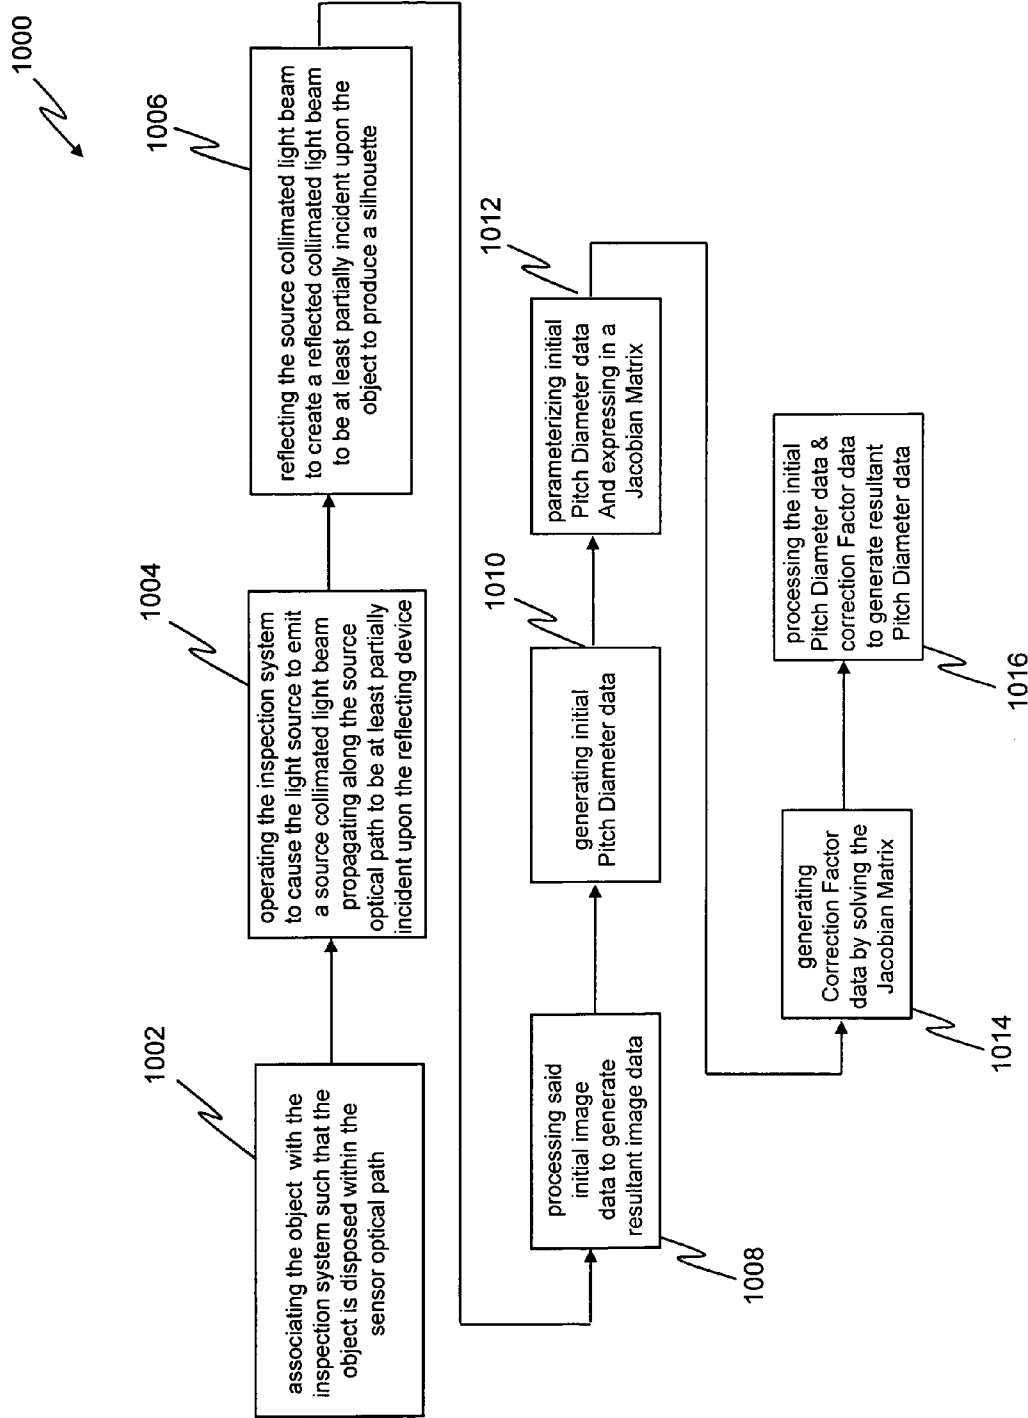 1000
1002
associating the object with the
inspection system such that the
object is disposed within the
sensor optical path
1004
operating the inspection system
to cause the light source to emit
a source collimated light beam
propagating along the source
optical path to be at least partially
incident upon the reflecting device
1006
reflecting the source collimated light beam
to create a reflected collimated light beam
to be at least partially incident upon the
object to produce a silhouette
processing said
initial image
data to generate
resultant image data
1008
1010
generating initial
Pitch Diameter data
1012
parameterizing initial
Pitch Diameter data
And expressing in a
Jacobian Matrix
generating
Correction Factor
data by solving the
Jacobian Matrix
1014
processing the initial
Pitch Diameter data &
correction Factor data
to generate resultant
Pitch Diameter data
1016